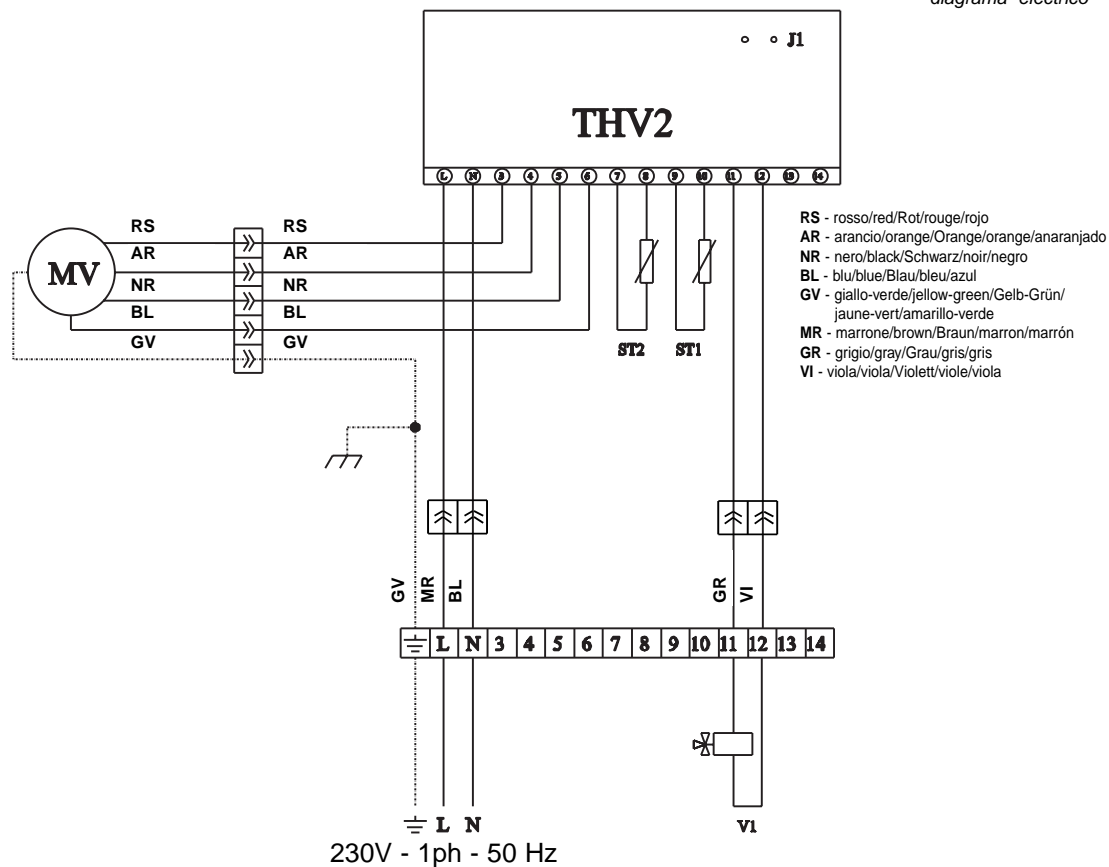 diagrama eléctrico
J1
THV2
L N 3 4 5 6 7 8 9 10 11 12 13 14
RS RS
AR AR
MV
NR NR
BL BL
GV GV
ST2 ST1
RS - rosso/red/Rot/rouge/rojo
AR - arancio/orange/Orange/orange/anaranjado
NR - nero/black/Schwarz/noir/negro
BL - blu/blue/Blau/bleu/azul
GV - giallo-verde/jellow-green/Gelb-Grün/
jaune-vert/amarillo-verde
MR - marrone/brown/Braun/marron/marrón
GR - grigio/gray/Grau/gris/gris
VI - viola/viola/Violett/viole/viola
GV MR BL GR VI
L N 3 4 5 6 7 8 9 10 11 12 13 14
L N V1
230V - 1ph - 50 Hz